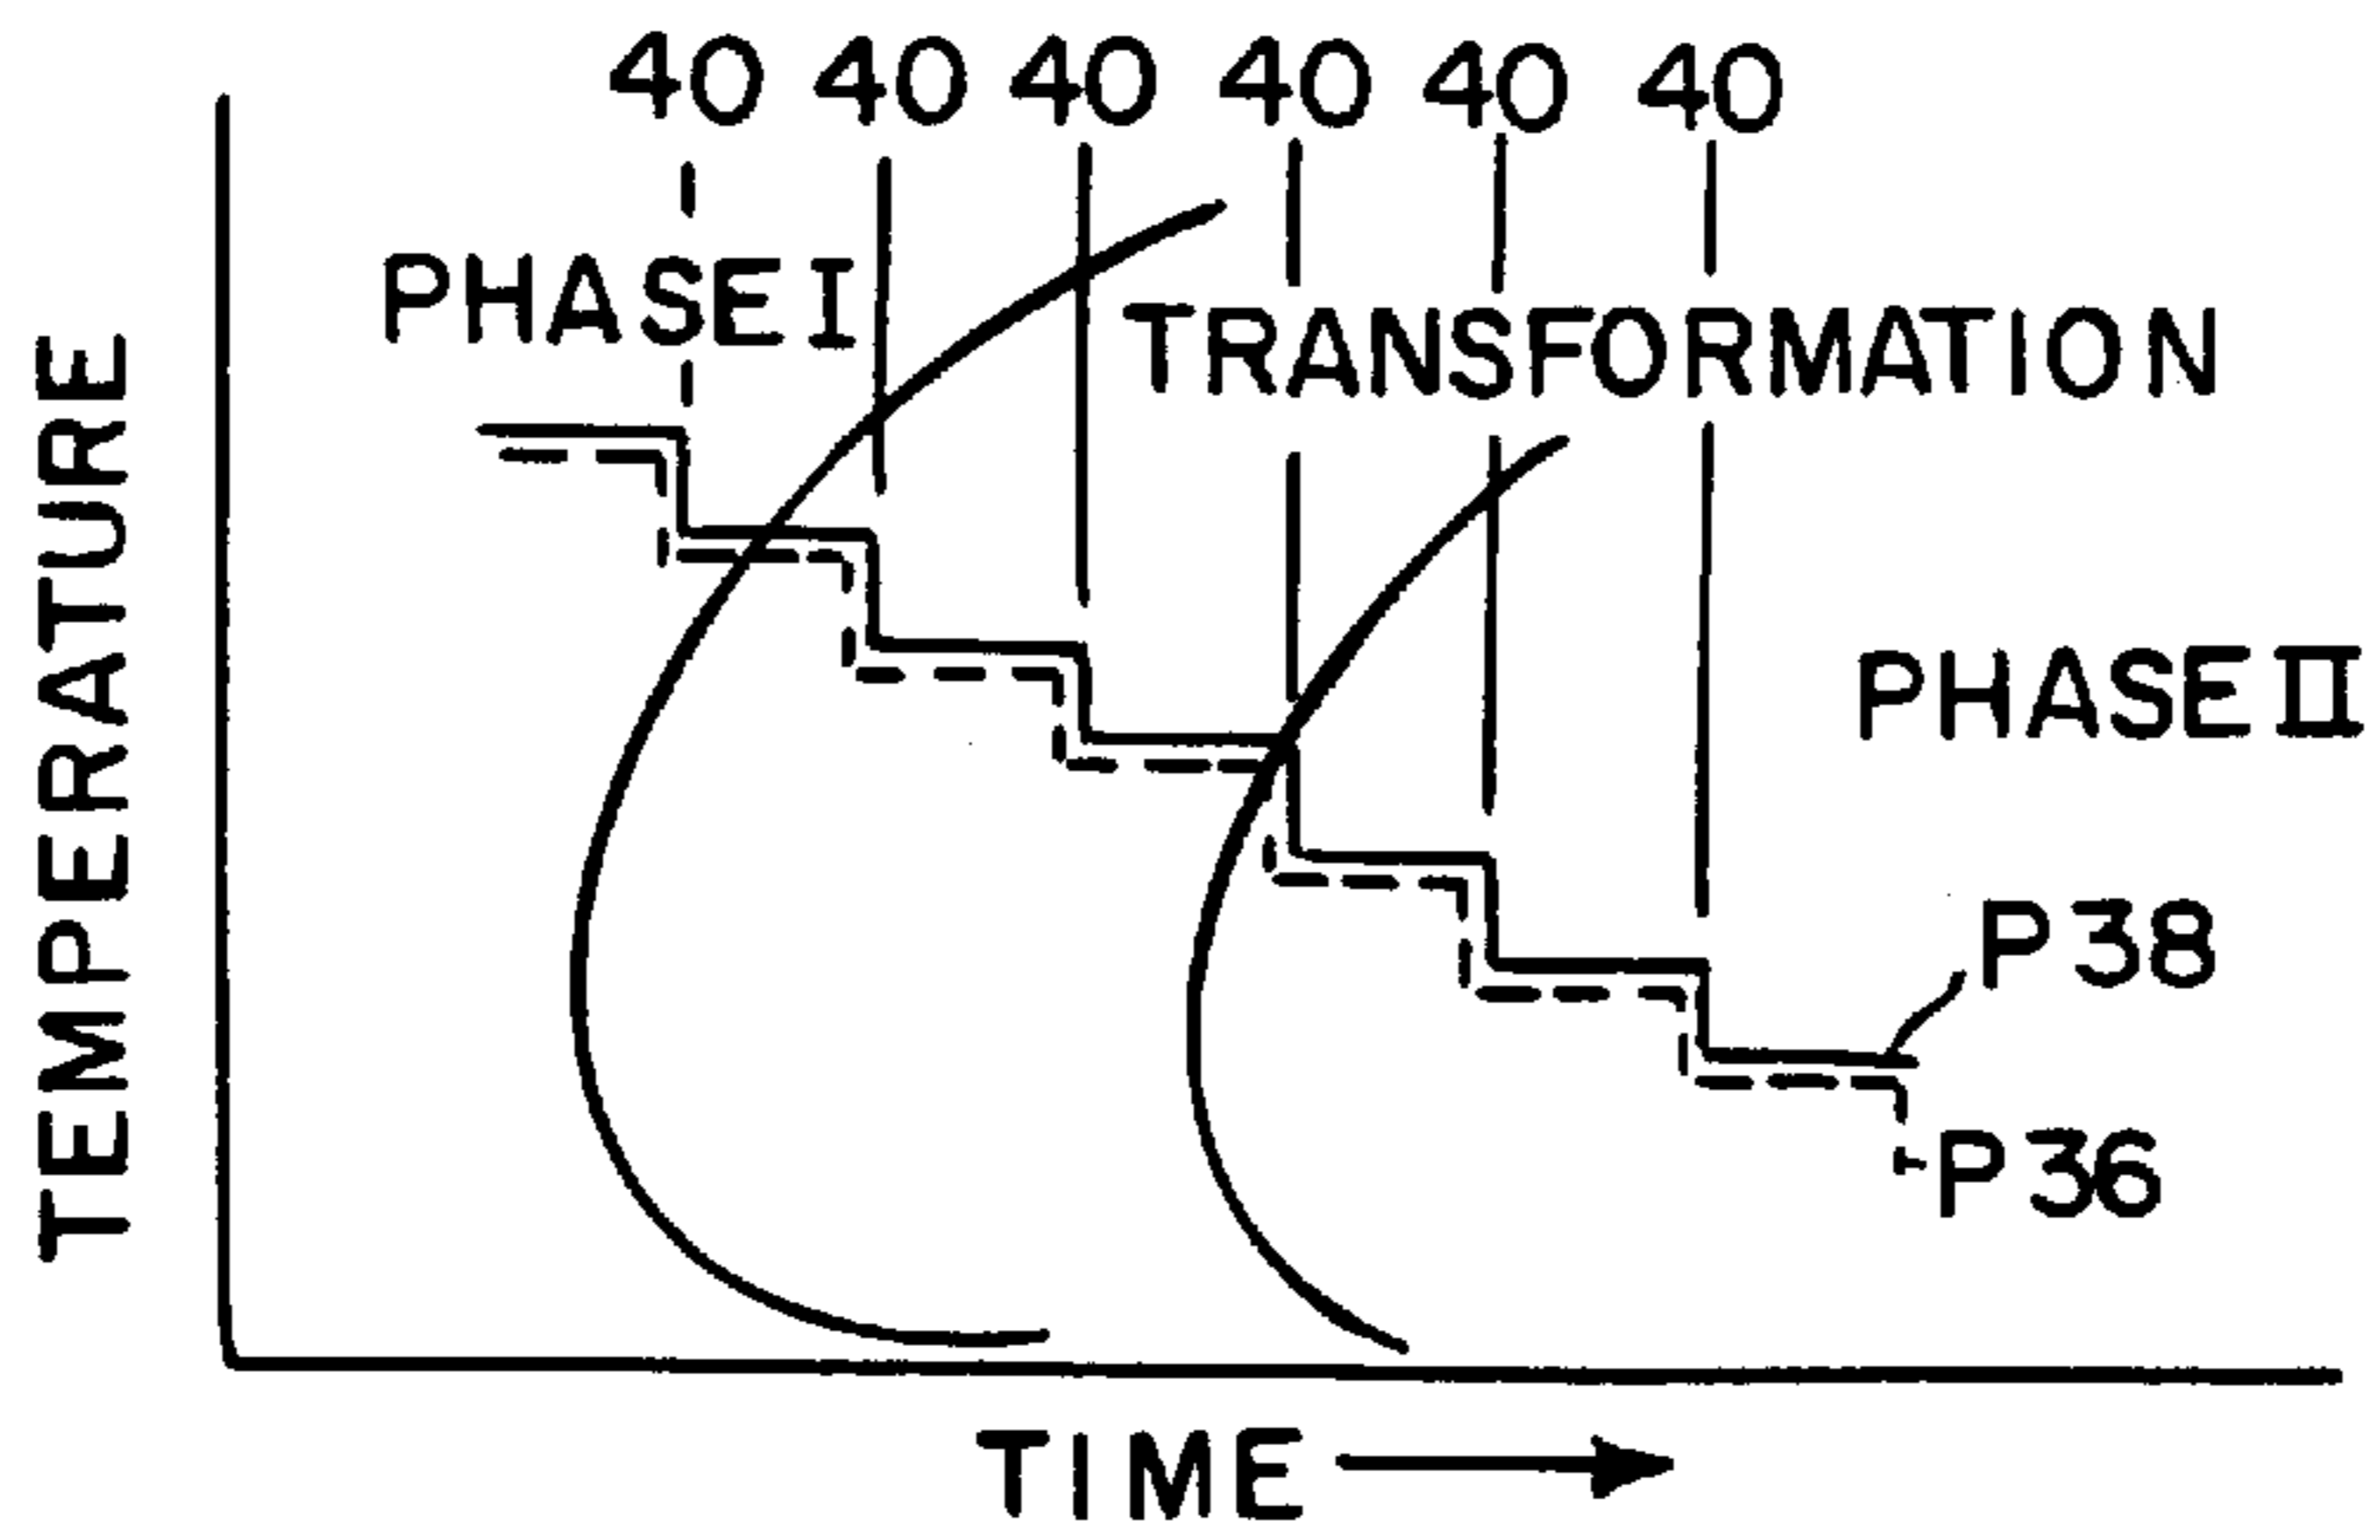 40 40 40 40 40 40
PHASE I
TRANSFORMATION
PHASE II
P38
P36
TEMPERATURE
TIME